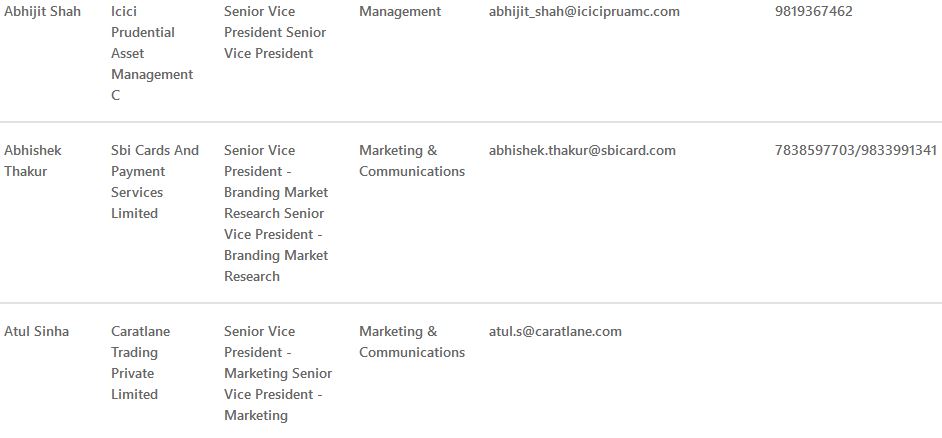 Abhijit Shah
Icici
Prudential
Asset
Management
C
Senior Vice
President Senior
Vice President
Management
abhijit_shah@icicipruamc.com
9819367462
Abhishek
Thakur
Sbi Cards And
Payment
Services
Limited
Senior Vice
President -
Branding Market
Research Senior
Vice President -
Branding Market
Research
Marketing &
Communications
abhishek.thakur@sbicard.com
7838597703/9833991341
Atul Sinha
Caratlane
Trading
Private
Limited
Senior Vice
President -
Marketing Senior
Vice President -
Marketing
Marketing &
Communications
atul.s@caratlane.com